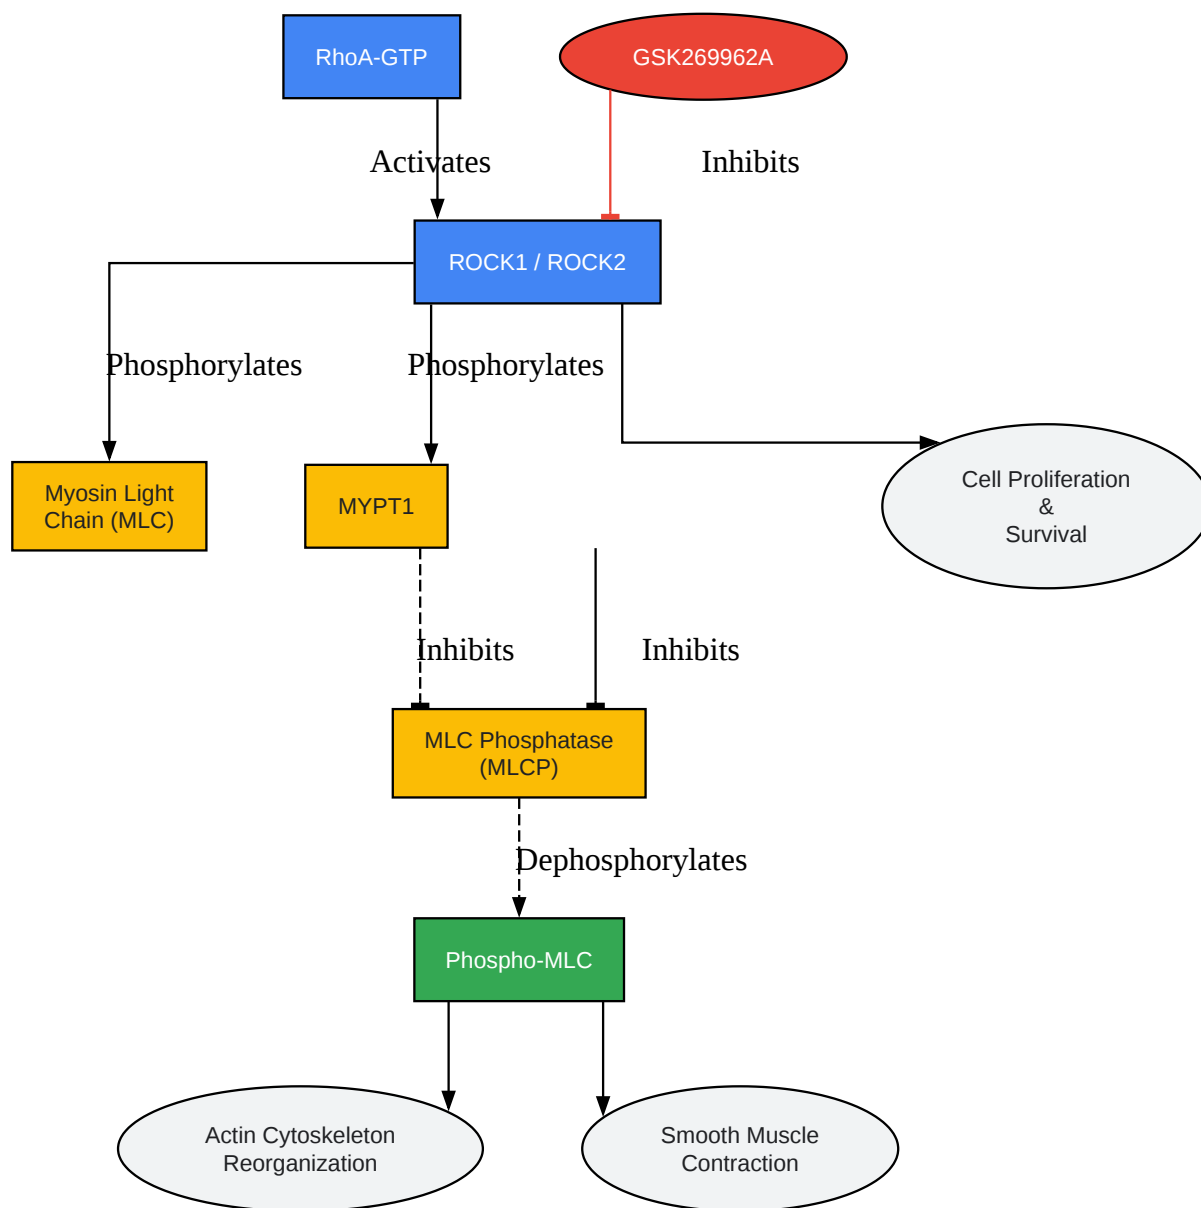 RhoA-GTP
GSK269962A
Activates
Inhibits
ROCK1 / ROCK2
Phosphorylates
Phosphorylates
Myosin Light
Chain (MLC)
MYPT1
Cell Proliferation
&
Survival
Inhibits
Inhibits
MLC Phosphatase
(MLCP)
Dephosphorylates
Phospho-MLC
Actin Cytoskeleton
Reorganization
Smooth Muscle
Contraction